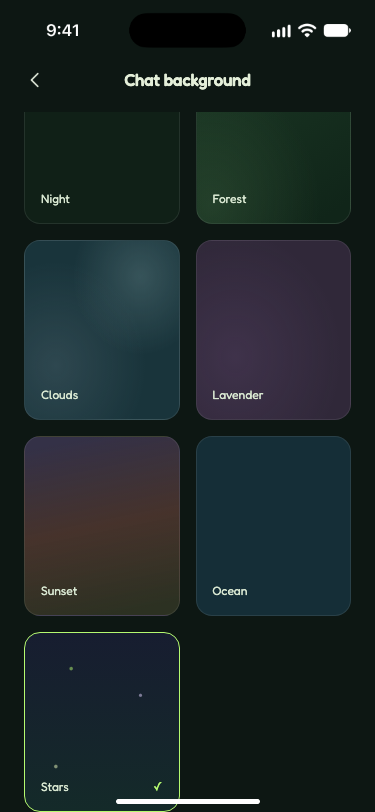 9:41
Chat background
Night
Forest
Clouds
Lavender
Sunset
Ocean
Stars ✓